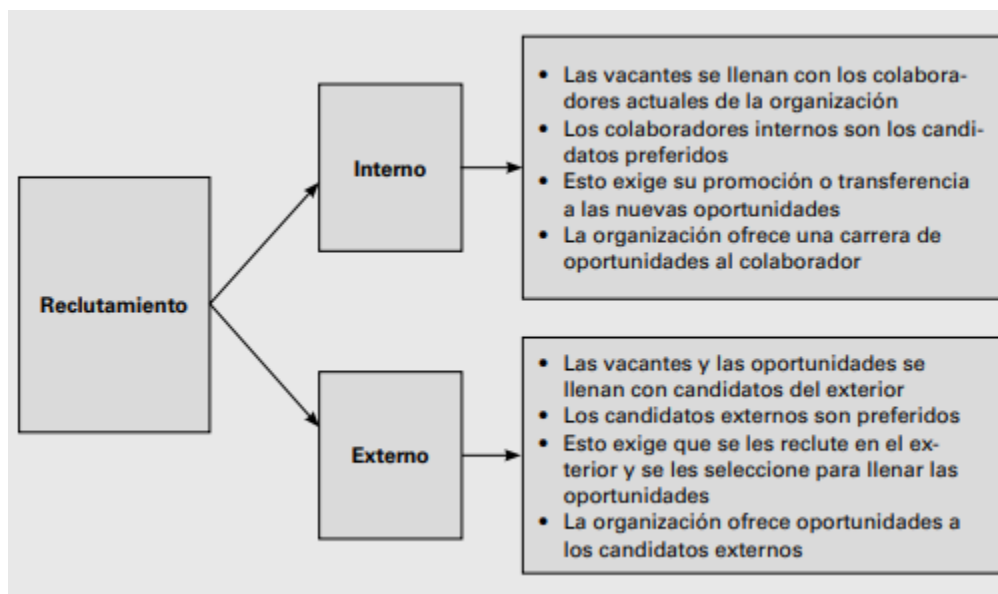 Reclutamiento
Interno
• Las vacantes se llenan con los colabora-
dores actuales de la organización
• Los colaboradores internos son los candi-
datos preferidos
• Esto exige su promoción o transferencia
a las nuevas oportunidades
• La organización ofrece una carrera de
oportunidades al colaborador
Externo
• Las vacantes y las oportunidades se
llenan con candidatos del exterior
• Los candidatos externos son preferidos
• Esto exige que se les reclute en el ex-
terior y se les seleccione para llenar las
oportunidades
• La organización ofrece oportunidades a
los candidatos externos